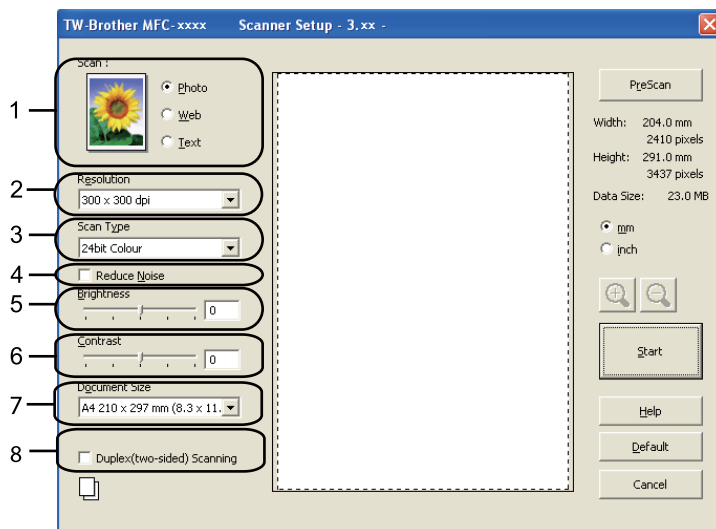 TW-Brother MFC-xxxx Scanner Setup - 3.xx -
Scan :
1
Photo
Web
Text
2
Resolution
300 x 300 dpi
3
Scan Type
24bit Colour
4
Reduce Noise
5
Brightness
0
6
Contrast
0
7
Document Size
A4 210 x 297 mm (8.3 x 11.
8
Duplex(two-sided) Scanning
PreScan
Width: 204.0 mm
2410 pixels
Height: 291.0 mm
3437 pixels
Data Size: 23.0 MB
mm
inch
Start
Help
Default
Cancel